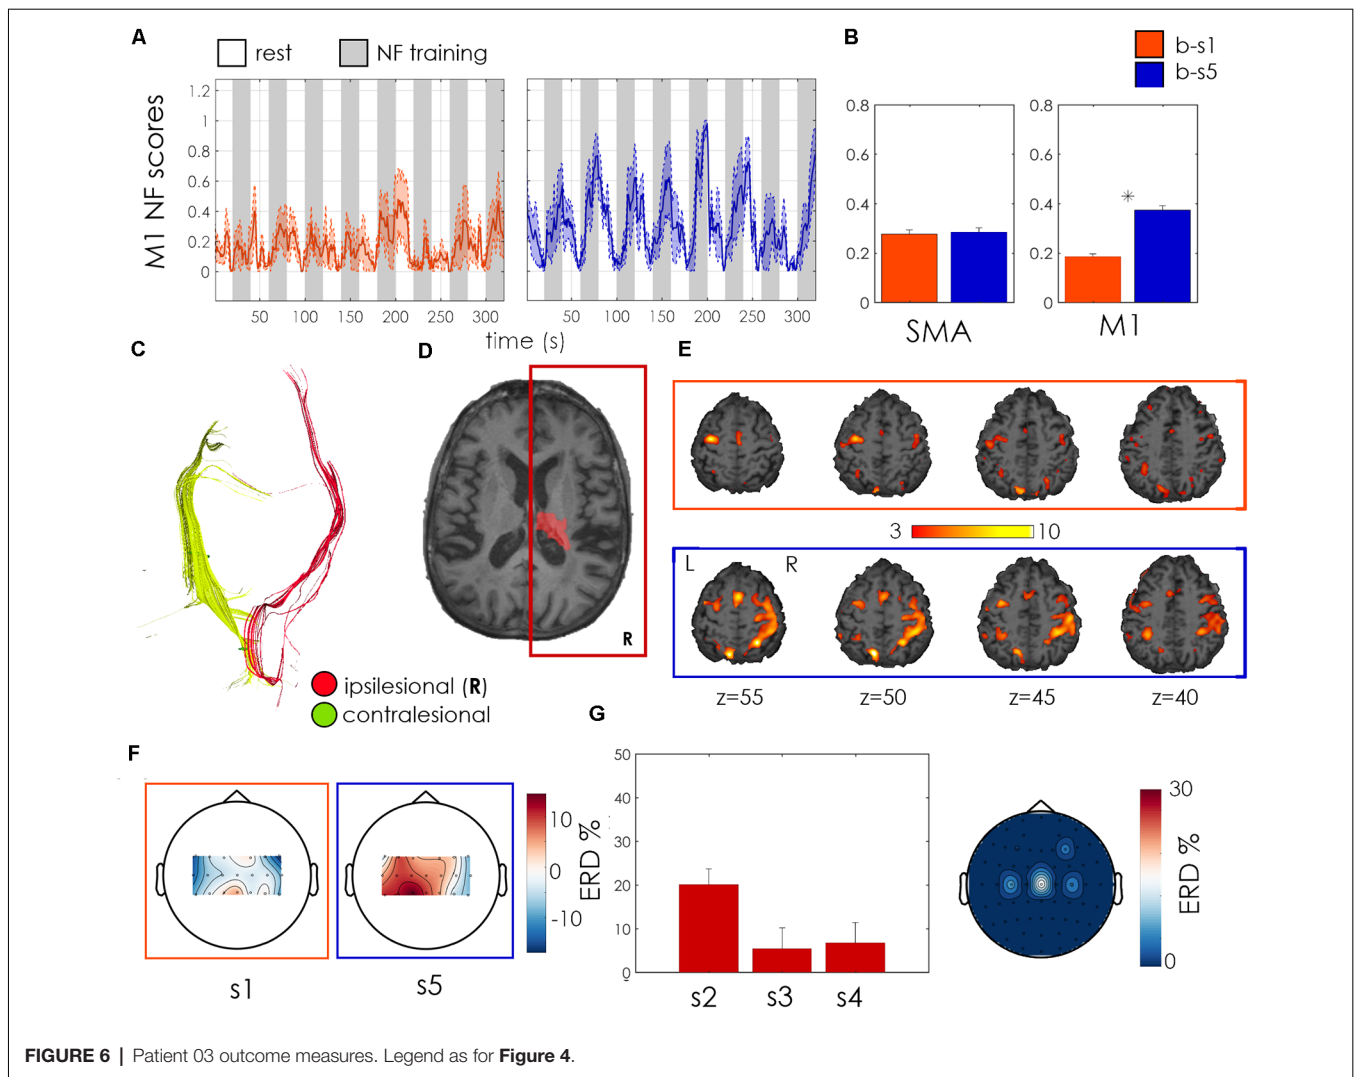 A
rest
NF training
M1 NF scores
1.2
1
0.8
0.6
0.4
0.2
0
50
100
150
200
250
300
50
100
150
200
250
300
time (s)
B
b-s1
b-s5
0.8
0.6
0.4
0.2
0
SMA
0.8
0.6
0.4
*
0.2
0
M1
C
ipsilesional (R)
contralesional
D
R
E
3
10
L
R
z=55
z=50
z=45
z=40
F
s1
s5
10
0
-10
ERD %
G
50
40
30
20
10
0
s2
s3
s4
30
0
ERD %
FIGURE 6 | Patient 03 outcome measures. Legend as for Figure 4.